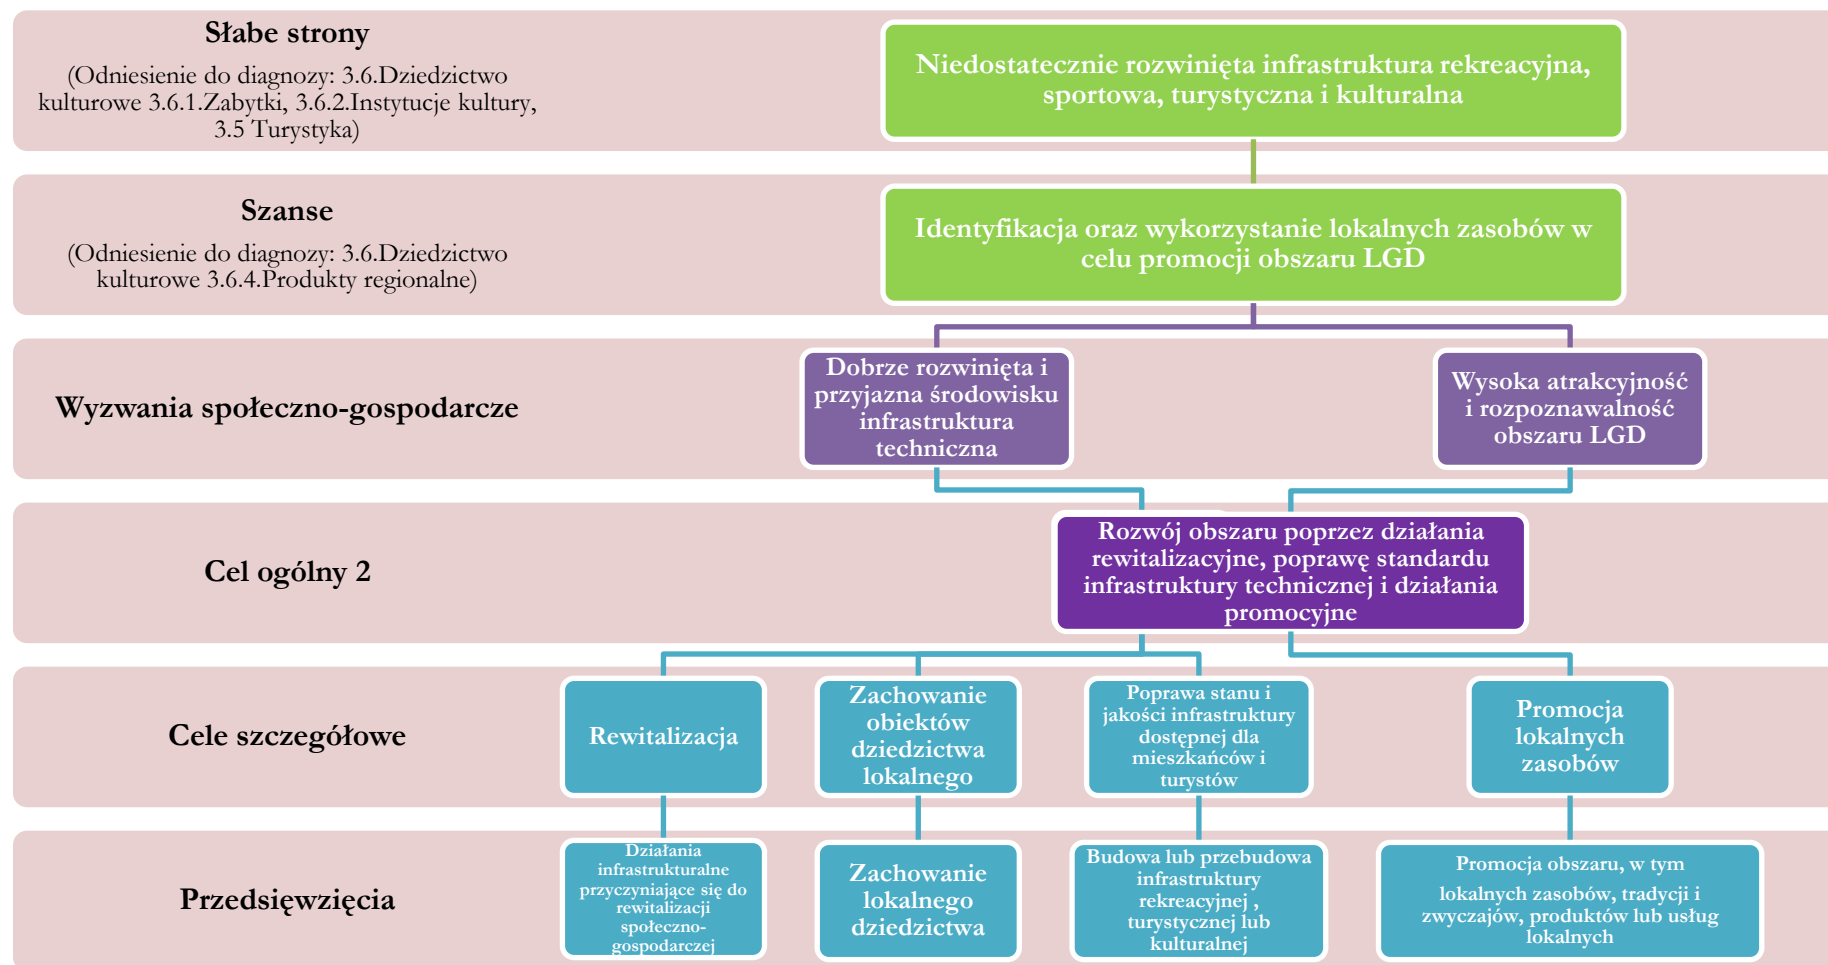 Słabe strony
(Odniesienie do diagnozy: 3.6.Dziedzictwo
kulturowe 3.6.1.Zabytki, 3.6.2.Instytucje kultury,
3.5 Turystyka)
Niedostatecznie rozwinięta infrastruktura rekreacyjna,
sportowa, turystyczna i kulturalna
Szanse
(Odniesienie do diagnozy: 3.6.Dziedzictwo
kulturowe 3.6.4.Produkty regionalne)
Identyfikacja oraz wykorzystanie lokalnych zasobów w
celu promocji obszaru LGD
Wyzwania społeczno-gospodarcze
Dobrze rozwinięta i
przyjazna środowisku
infrastruktura
techniczna
Wysoka atrakcyjność
i rozpoznawalność
obszaru LGD
Cel ogólny 2
Rozwój obszaru poprzez działania
rewitalizacyjne, poprawę standardu
infrastruktury technicznej i działania
promocyjne
Cele szczegółowe
Rewitalizacja
Zachowanie
obiektów
dziedzictwa
lokalnego
Poprawa stanu i
jakości infrastruktury
dostępnej dla
mieszkańców i
turystów
Promocja
lokalnych
zasobów
Przedsięwzięcia
Działania
infrastrukturalne
przyczyniające się do
rewitalizacji
społeczno-
gospodarczej
Zachowanie
lokalnego
dziedzictwa
Budowa lub przebudowa
infrastruktury
rekreacyjnej ,
turystycznej lub
kulturalnej
Promocja obszaru, w tym
lokalnych zasobów, tradycji i
zwyczajów, produktów lub usług
lokalnych